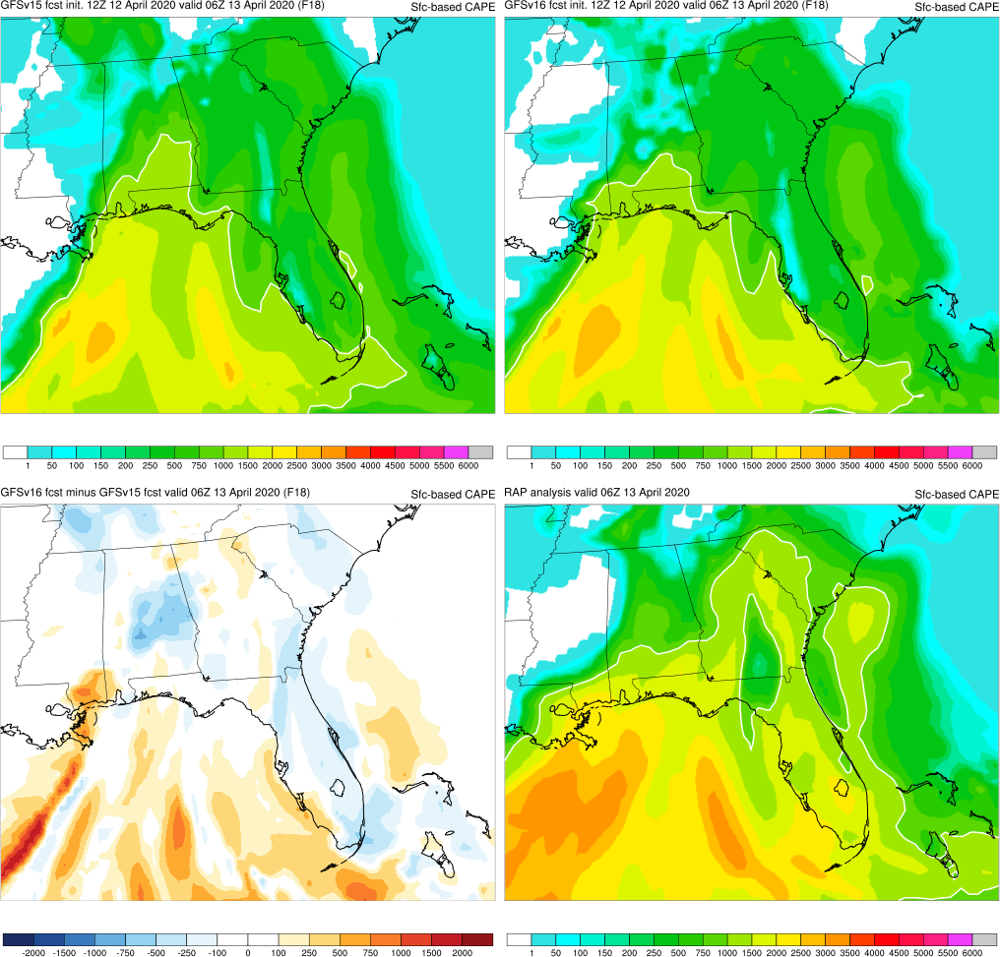 GFSv15 fcst init. 12Z 12 April 2020 valid 06Z 13 April 2020 (F18) Sfc-based CAPE
GFSv16 fcst init. 12Z 12 April 2020 valid 06Z 13 April 2020 (F18) Sfc-based CAPE
1 50 100 150 200 250 500 750 1000 1500 2000 2500 3000 3500 4000 4500 5000 5500 6000
1 50 100 150 200 250 500 750 1000 1500 2000 2500 3000 3500 4000 4500 5000 5500 6000
GFSv16 fcst minus GFSv15 fcst valid 06Z 13 April 2020 (F18) Sfc-based CAPE
RAP analysis valid 06Z 13 April 2020 Sfc-based CAPE
-2000 -1500 -1000 -750 -500 -250 -100 0 100 250 500 750 1000 1500 2000
1 50 100 150 200 250 500 750 1000 1500 2000 2500 3000 3500 4000 4500 5000 5500 6000